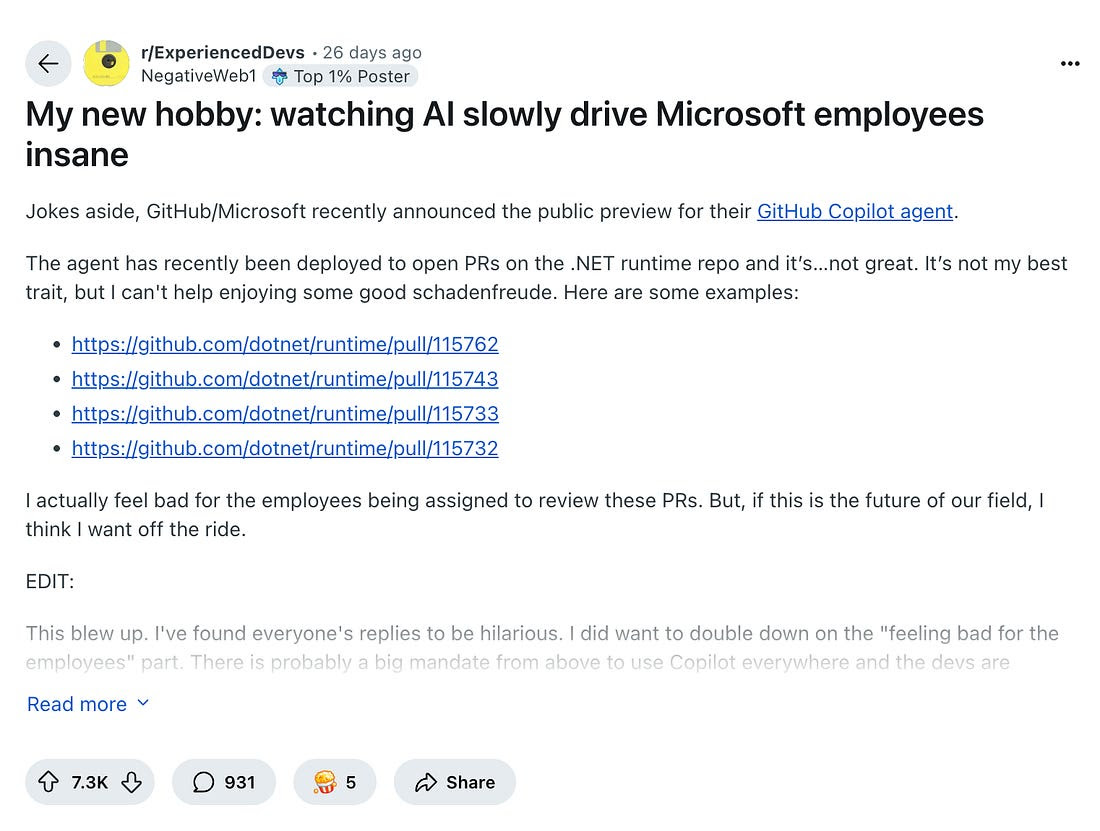 r/ExperiencedDevs • 26 days ago
NegativeWeb1 Top 1% Poster
My new hobby: watching AI slowly drive Microsoft employees
insane
Jokes aside, GitHub/Microsoft recently announced the public preview for their GitHub Copilot agent.
The agent has recently been deployed to open PRs on the .NET runtime repo and it’s…not great. It’s not my best
trait, but I can't help enjoying some good schadenfreude. Here are some examples:
• https://github.com/dotnet/runtime/pull/115762
• https://github.com/dotnet/runtime/pull/115743
• https://github.com/dotnet/runtime/pull/115733
• https://github.com/dotnet/runtime/pull/115732
I actually feel bad for the employees being assigned to review these PRs. But, if this is the future of our field, I
think I want off the ride.
EDIT:
This blew up. I've found everyone's replies to be hilarious. I did want to double down on the "feeling bad for the
employees" part. There is probably a big mandate from above to use Copilot everywhere and the devs are
Read more
7.3K 931 5 Share